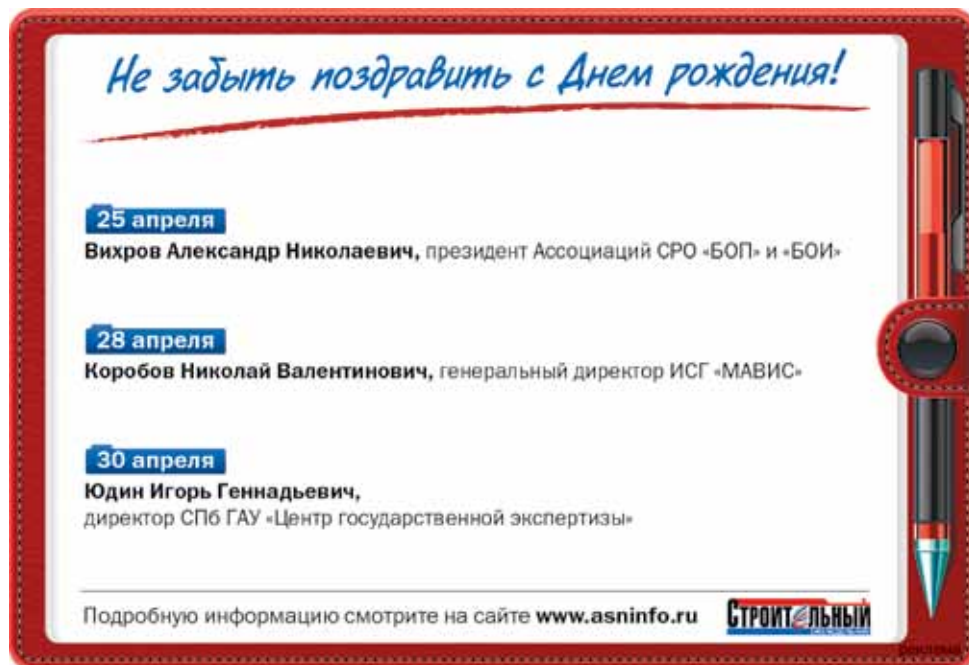 Не забыть поздравить с Днем рождения!
25 апреля
Вихров Александр Николаевич, президент Ассоциаций СРО «БОП» и «БОИ»
28 апреля
Коробов Николай Валентинович, генеральный директор ИСГ «МАВИС»
30 апреля
Юдин Игорь Геннадьевич,
директор СПб ГАУ «Центр государственной экспертизы»
Подробную информацию смотрите на сайте www.asninfo.ru
СТРОИТЕЛЬНЫЙ
реклама